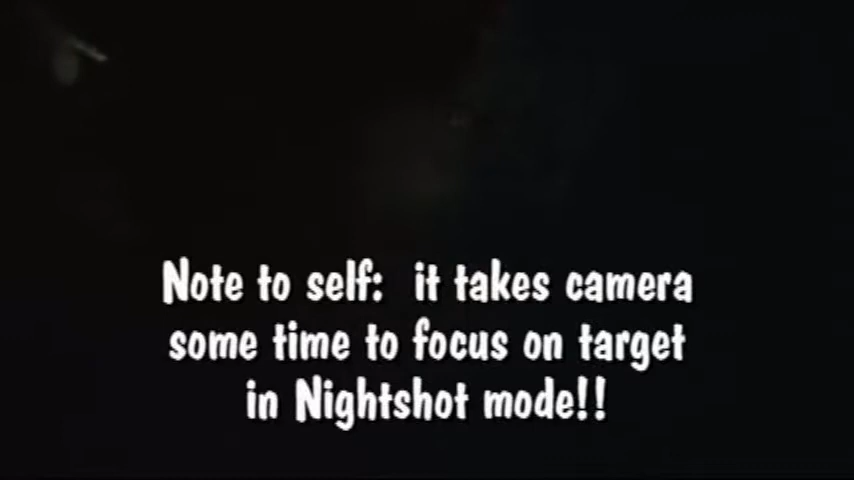 Note to self:  it takes camera
some time to focus on target
in Nightshot mode!!